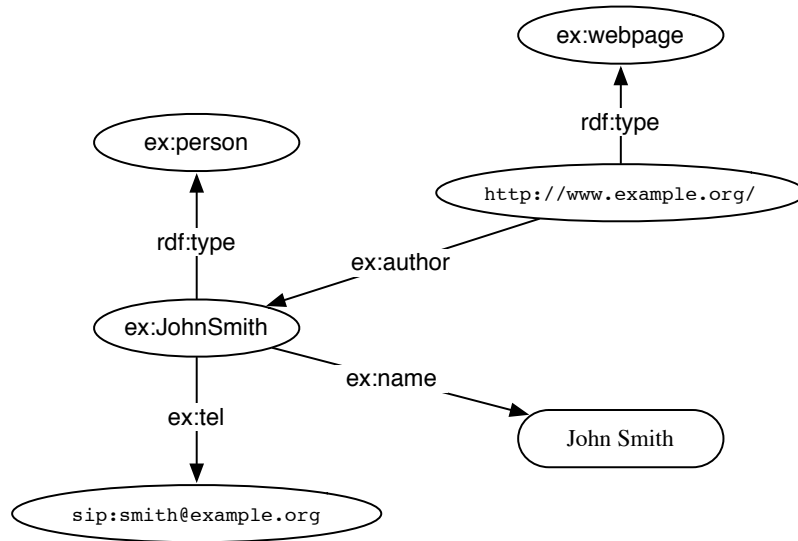 ex:webpage
rdf:type
ex:person
http://www.example.org/
rdf:type
ex:author
ex:JohnSmith
ex:name
ex:tel
John Smith
sip:smith@example.org